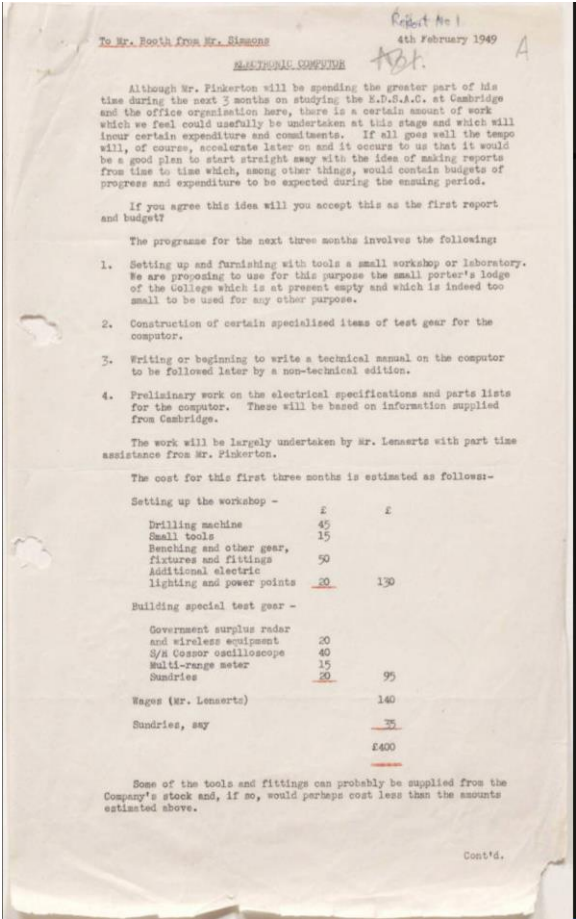 Report No 1.
To Mr. Booth from Mr. Simmons 4th February 1949
A
ELECTRONIC COMPUTOR
Although Mr. Pinkerton will be spending the greater part of his
time during the next 3 months on studying the E.D.S.A.C. at Cambridge
and the office organisation here, there is a certain amount of work
which we feel could usefully be undertaken at this stage and which will
incur certain expenditure and commitments. If all goes well the tempo
will, of course, accelerate later on and it occurs to us that it would
be a good plan to start straight away with the idea of making reports
from time to time which, among other things, would contain budgets of
progress and expenditure to be expected during the ensuing period.
If you agree this idea will you accept this as the first report
and budget?
The programme for the next three months involves the following:
1. Setting up and furnishing with tools a small workshop or laboratory.
We are proposing to use for this purpose the small porter's lodge
of the College which is at present empty and which is indeed too
small to be used for any other purpose.
2. Construction of certain specialized items of test gear for the
computor.
3. Writing or beginning to write a technical manual on the computor
to be followed later by a non-technical edition.
4. Preliminary work on the electrical specifications and parts lists
for the computor. These will be based on information supplied
from Cambridge.
The work will be largely undertaken by Mr. Lenaerts with part time
assistance from Mr. Pinkerton.
The cost for this first three months is estimated as follows:-
Setting up the workshop -
£ £
Drilling machine 45
Small tools 15
Benching and other gear,
fixtures and fittings 50
Additional electric
lighting and power points 20 130
Building special test gear -
Government surplus radar
and wireless equipment 20
S/H Cossor oscilloscope 40
Multi-range meter 15
Sundries 20 95
Wages (Mr. Lenaerts) 140
Sundries, say 35
£400
Some of the tools and fittings can probably be supplied from the
Company's stock and, if so, would perhaps cost less than the amounts
estimated above.
Cont'd.